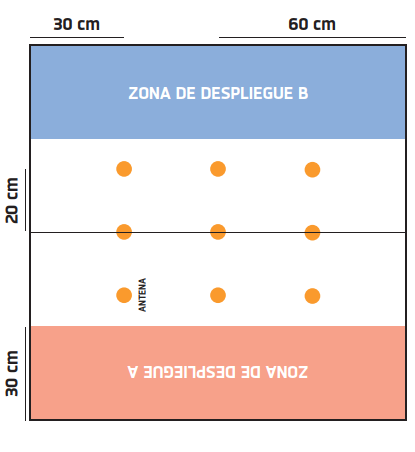 30 cm
60 cm
ZONA DE DESPLIEGUE B
20 cm
ANTENA
30 cm
ZONA DE DESPLIEGUE A